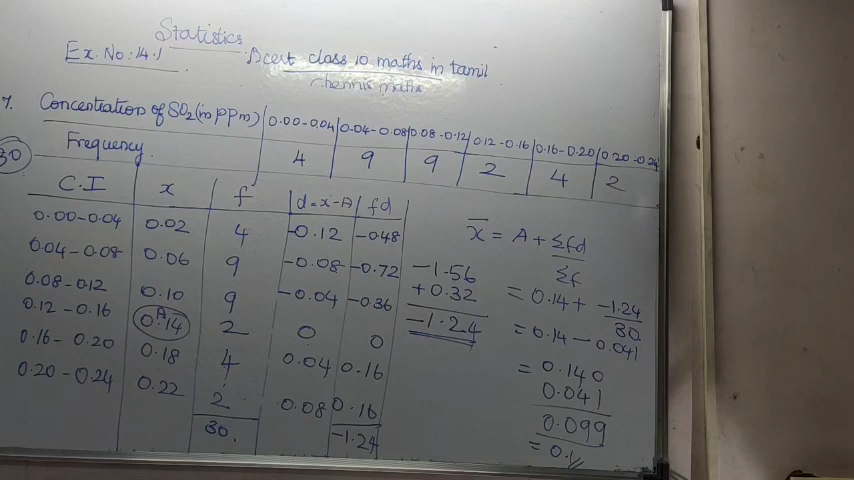 Statistics
Ex. No: 14.1
Dcert class 10 maths in tamil
Chennis maths
7. Concentration of SO2 (in ppm) 0.00-0.04 0.04-0.08 0.08-0.12 0.12-0.16 0.16-0.20 0.20-0.24
30 Frequency 4 9 9 2 4 2
C.I x f d=x-A fd
0.00-0.04 0.02 4 -0.12 -0.48
0.04-0.08 0.06 9 -0.08 -0.72
0.08-0.12 0.10 9 -0.04 -0.36
0.12-0.16 A 0.14 2 0 0
0.16-0.20 0.18 4 0.04 0.16
0.20-0.24 0.22 2 0.08 0.16
30. -1.24
-1.56
+0.32
-1.24
x̄ = A + Σfd
Σf
= 0.14 + -1.24
30
= 0.14 - 0.041
= 0.140
0.041
0.099
= 0.1